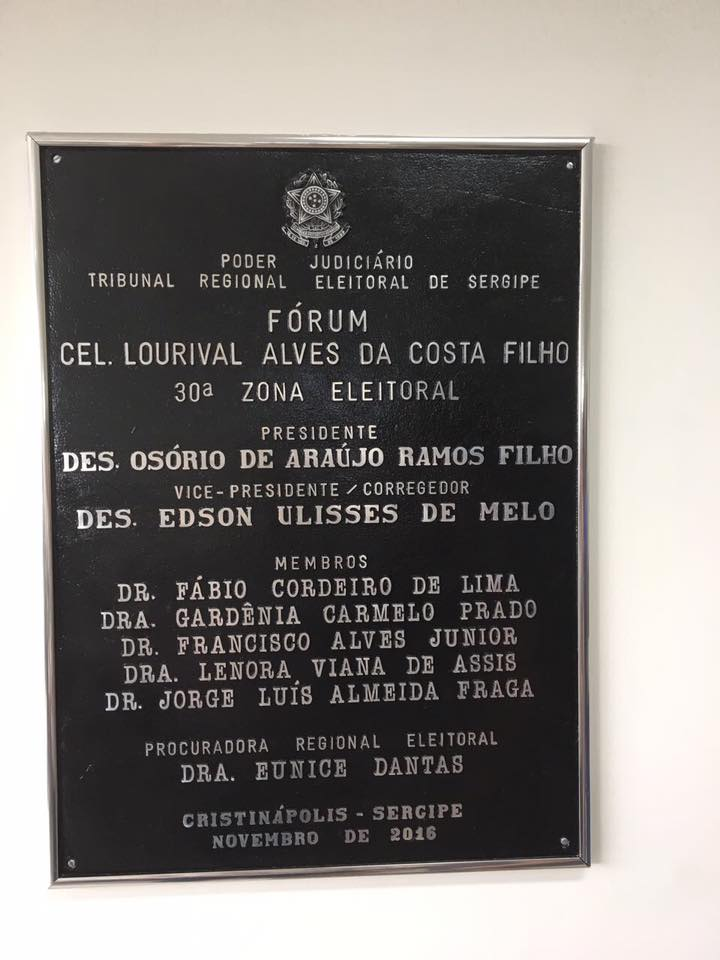 PODER JUDICIÁRIO
TRIBUNAL REGIONAL ELEITORAL DE SERGIPE
FÓRUM
CEL. LOURIVAL ALVES DA COSTA FILHO
30ª ZONA ELEITORAL
PRESIDENTE
DES. OSÓRIO DE ARAÚJO RAMOS FILHO
VICE-PRESIDENTE/CORREGEDOR
DES. EDSON ULISSES DE MELO
MEMBROS
DR. FÁBIO CORDEIRO DE LIMA
DRA. GARDÊNIA CARMELO PRADO
DR. FRANCISCO ALVES JUNIOR
DRA. LENORA VIANA DE ASSIS
DR. JORGE LUÍS ALMEIDA FRAGA
PROCURADORA REGIONAL ELEITORAL
DRA. EUNICE DANTAS
CRISTINÁPOLIS - SERGIPE
NOVEMBRO DE 2016